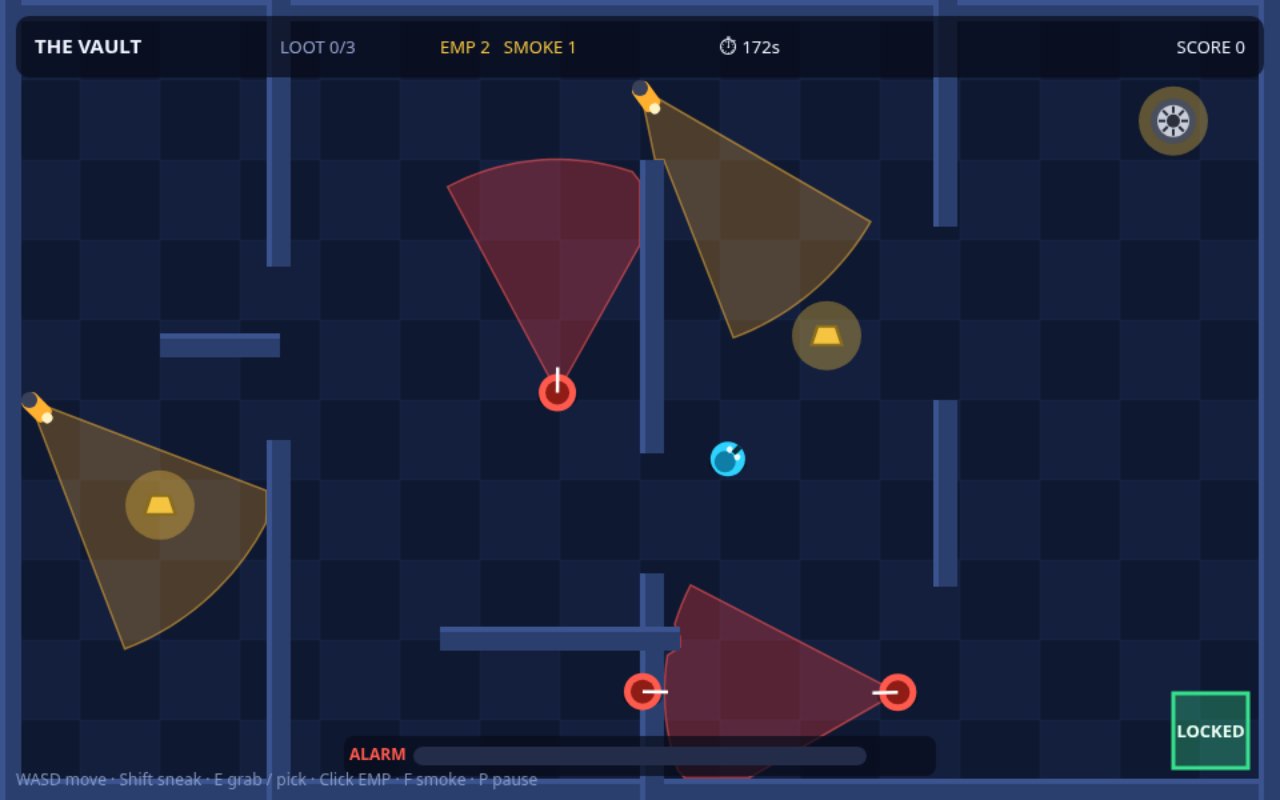 THE VAULT
LOOT 0/3
EMP 2 SMOKE 1
⏱ 172s
SCORE 0
LOCKED
ALARM
WASD move · Shift sneak · E grab / pick · Click EMP · F smoke · P pause